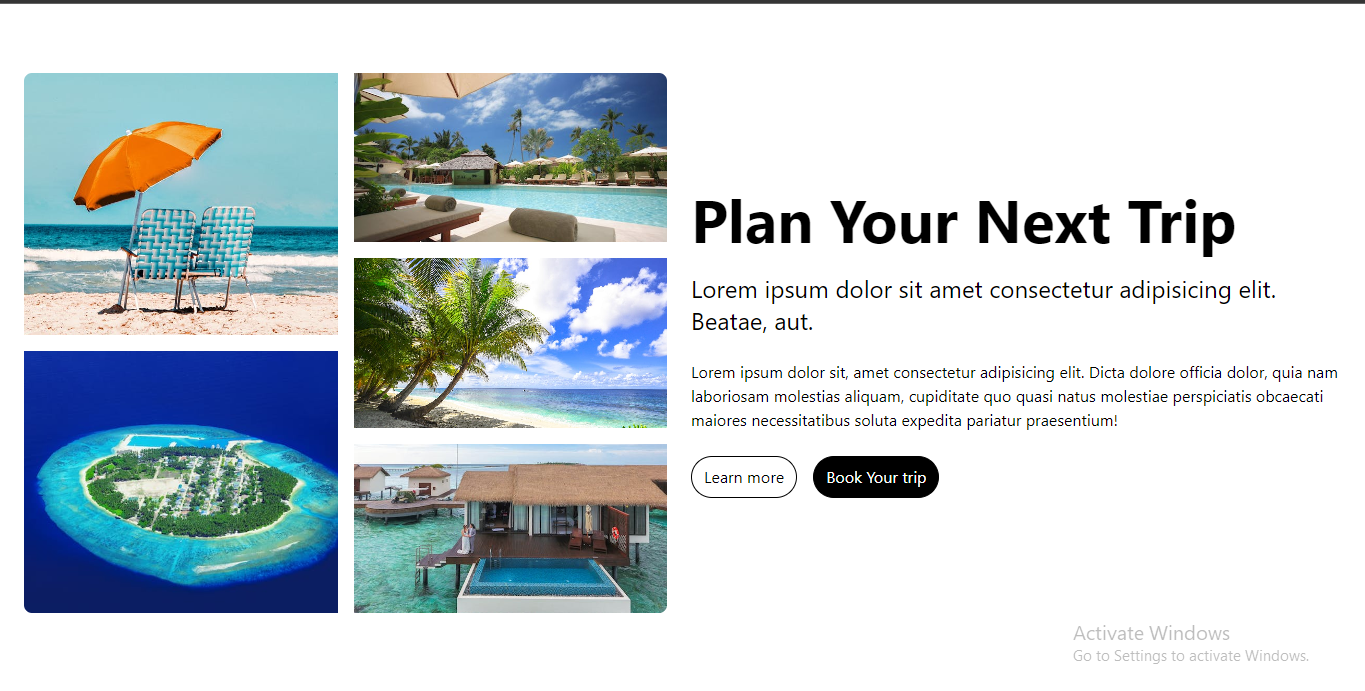 Plan Your Next Trip
Lorem ipsum dolor sit amet consectetur adipisicing elit.
Beatae, aut.
Lorem ipsum dolor sit, amet consectetur adipisicing elit. Dicta dolore officia dolor, quia nam
laboriosam molestias aliquam, cupiditate quo quasi natus molestiae perspiciatis obcaecati
maiores necessitatibus soluta expedita pariatur praesentium!
Learn more
Book Your trip
Activate Windows
Go to Settings to activate Windows.